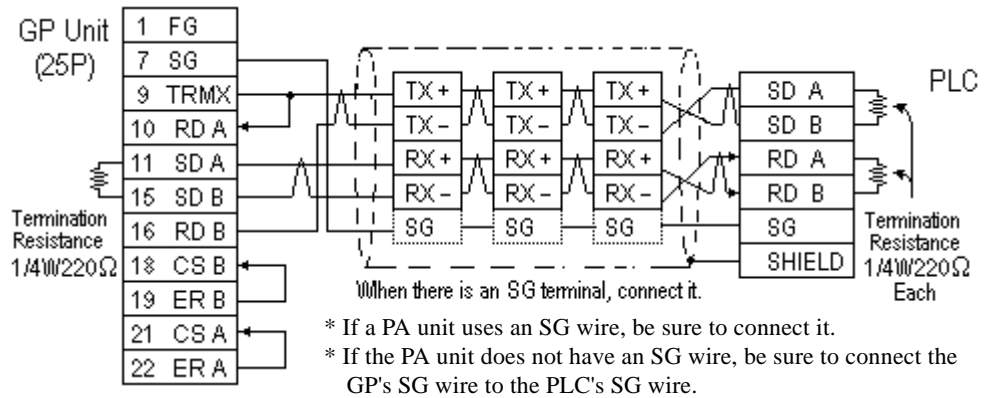 GP Unit
(25P)
1 FG
7 SG
9 TRMX
10 RD A
11 SD A
15 SD B
16 RD B
18 CS B
19 ER B
21 CS A
22 ER A
Termination
Resistance
1/4W220Ω
TX+ TX+ TX+
TX- TX- TX-
RX+ RX+ RX+
RX- RX- RX-
SG SG SG
When there is an SG terminal, connect it.
PLC
SD A
SD B
RD A
RD B
SG
SHIELD
Termination
Resistance
1/4W220Ω
Each
* If a PA unit uses an SG wire, be sure to connect it.
* If the PA unit does not have an SG wire, be sure to connect the
GP's SG wire to the PLC's SG wire.